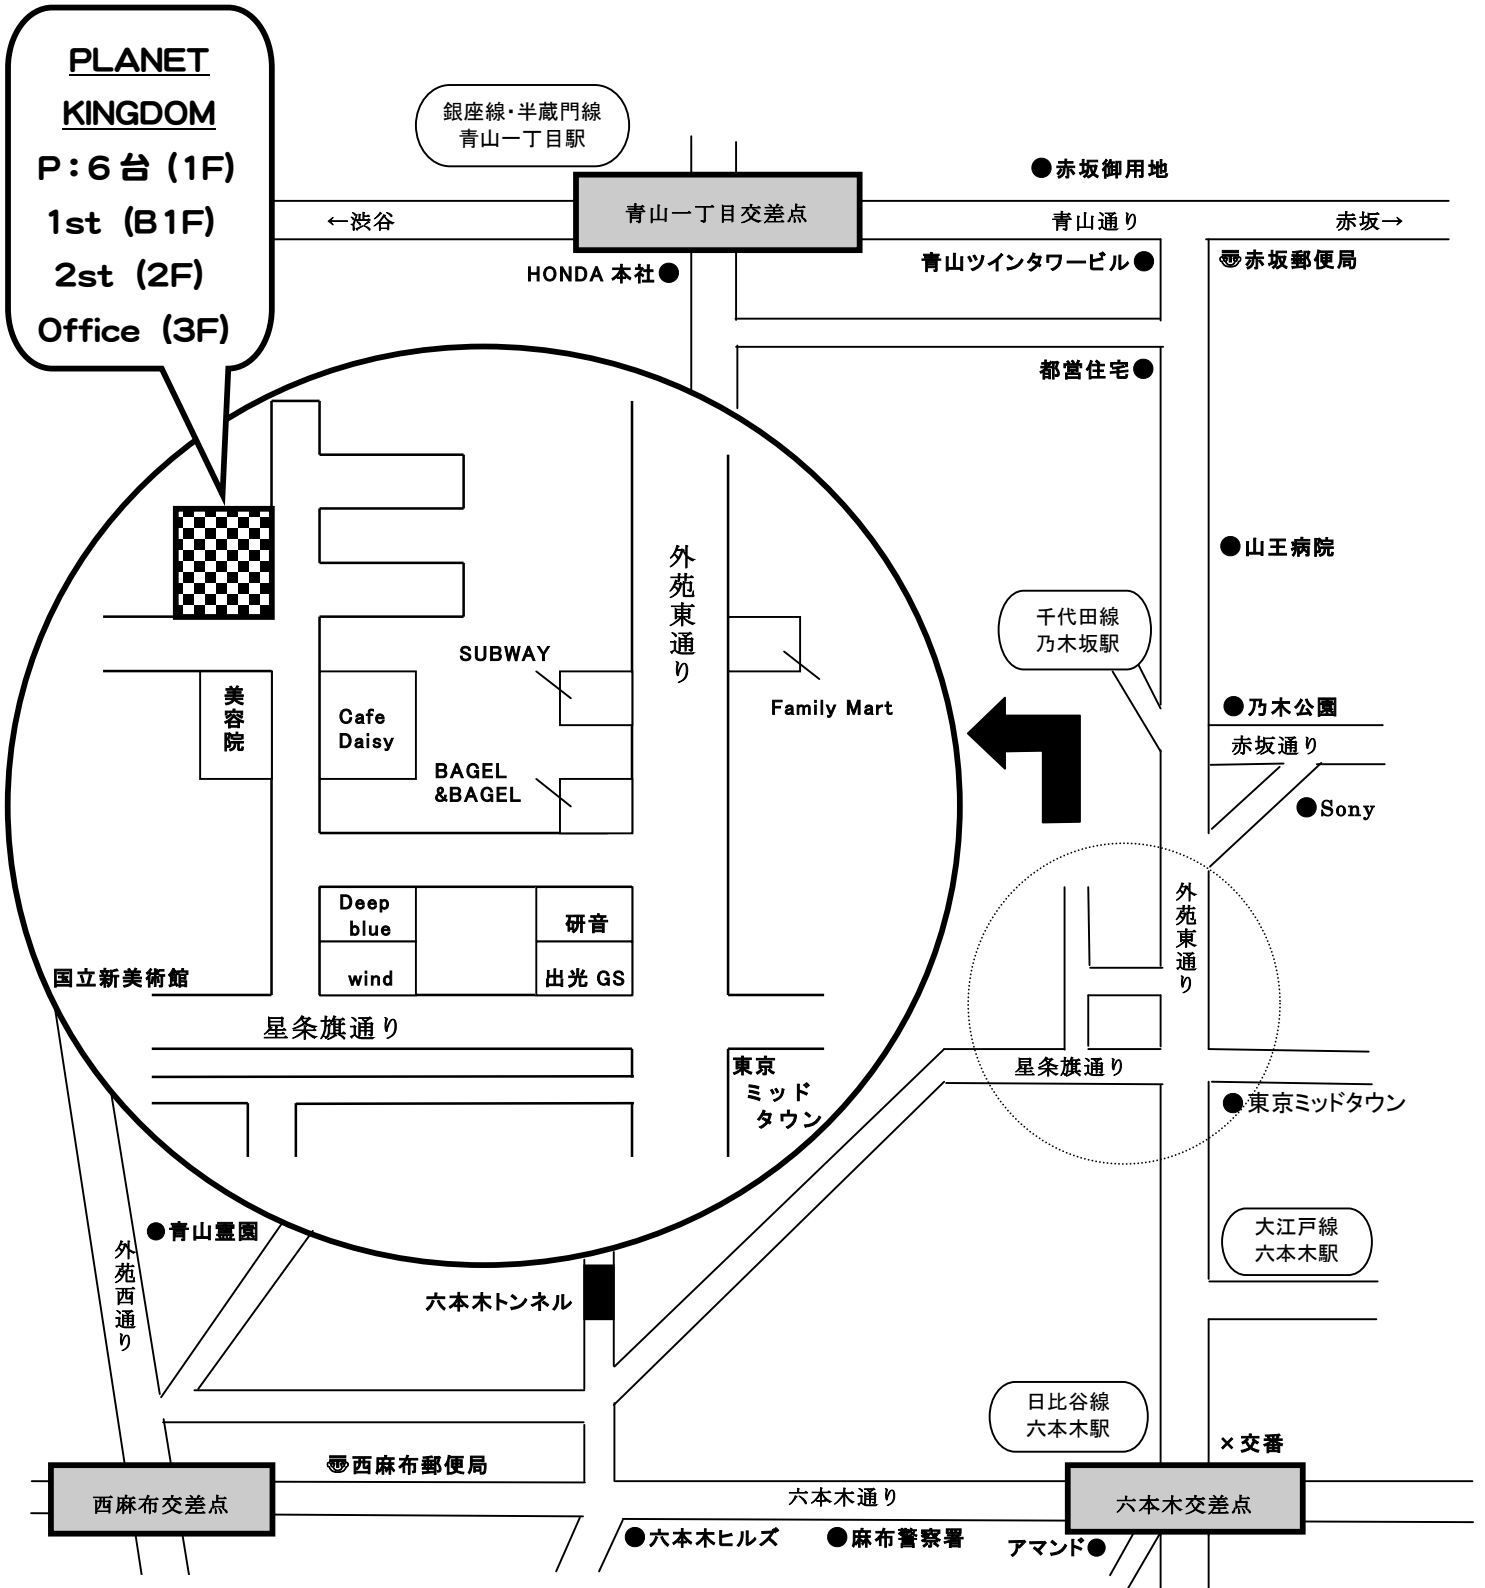 PLANET
KINGDOM
P：6台（1F）
1st（B1F）
2st（2F）
Office（3F）
銀座線・半蔵門線
青山一丁目駅
●赤坂御用地
青山一丁目交差点
←渋谷
青山通り
赤坂→
HONDA 本社●
青山ツインタワービル●
〠赤坂郵便局
都営住宅●
●山王病院
外苑東通り
千代田線
乃木坂駅
SUBWAY
Family Mart
美容院
Cafe
Daisy
●乃木公園
赤坂通り
BAGEL
&BAGEL
●Sony
Deep
blue
研音
外苑東通り
国立新美術館
wind
出光 GS
星条旗通り
星条旗通り
東京
ミッド
タウン
●東京ミッドタウン
●青山霊園
大江戸線
六本木駅
外苑西通り
六本木トンネル
日比谷線
六本木駅
×交番
〠西麻布郵便局
西麻布交差点
六本木通り
六本木交差点
●六本木ヒルズ
●麻布警察署
アマンド●